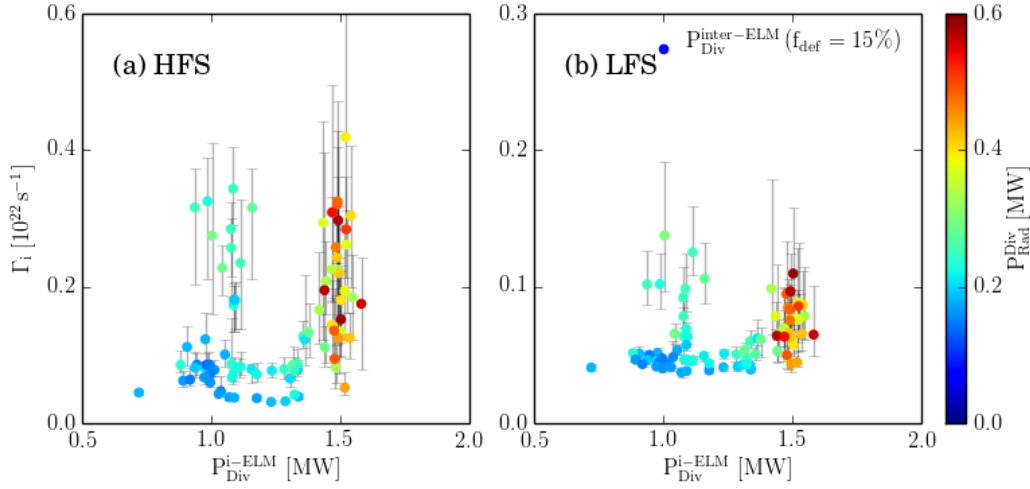 (a) HFS
Γ_i [10^22 s^−1]
0.6
0.4
0.2
0.0
0.5 1.0 1.5 2.0
P_Div^i−ELM [MW]
P_Div^inter−ELM (f_def = 15%)
(b) LFS
0.3
0.2
0.1
0.0
0.5 1.0 1.5 2.0
P_Div^i−ELM [MW]
0.6
0.4
0.2
0.0
P_Rad^Div [MW]